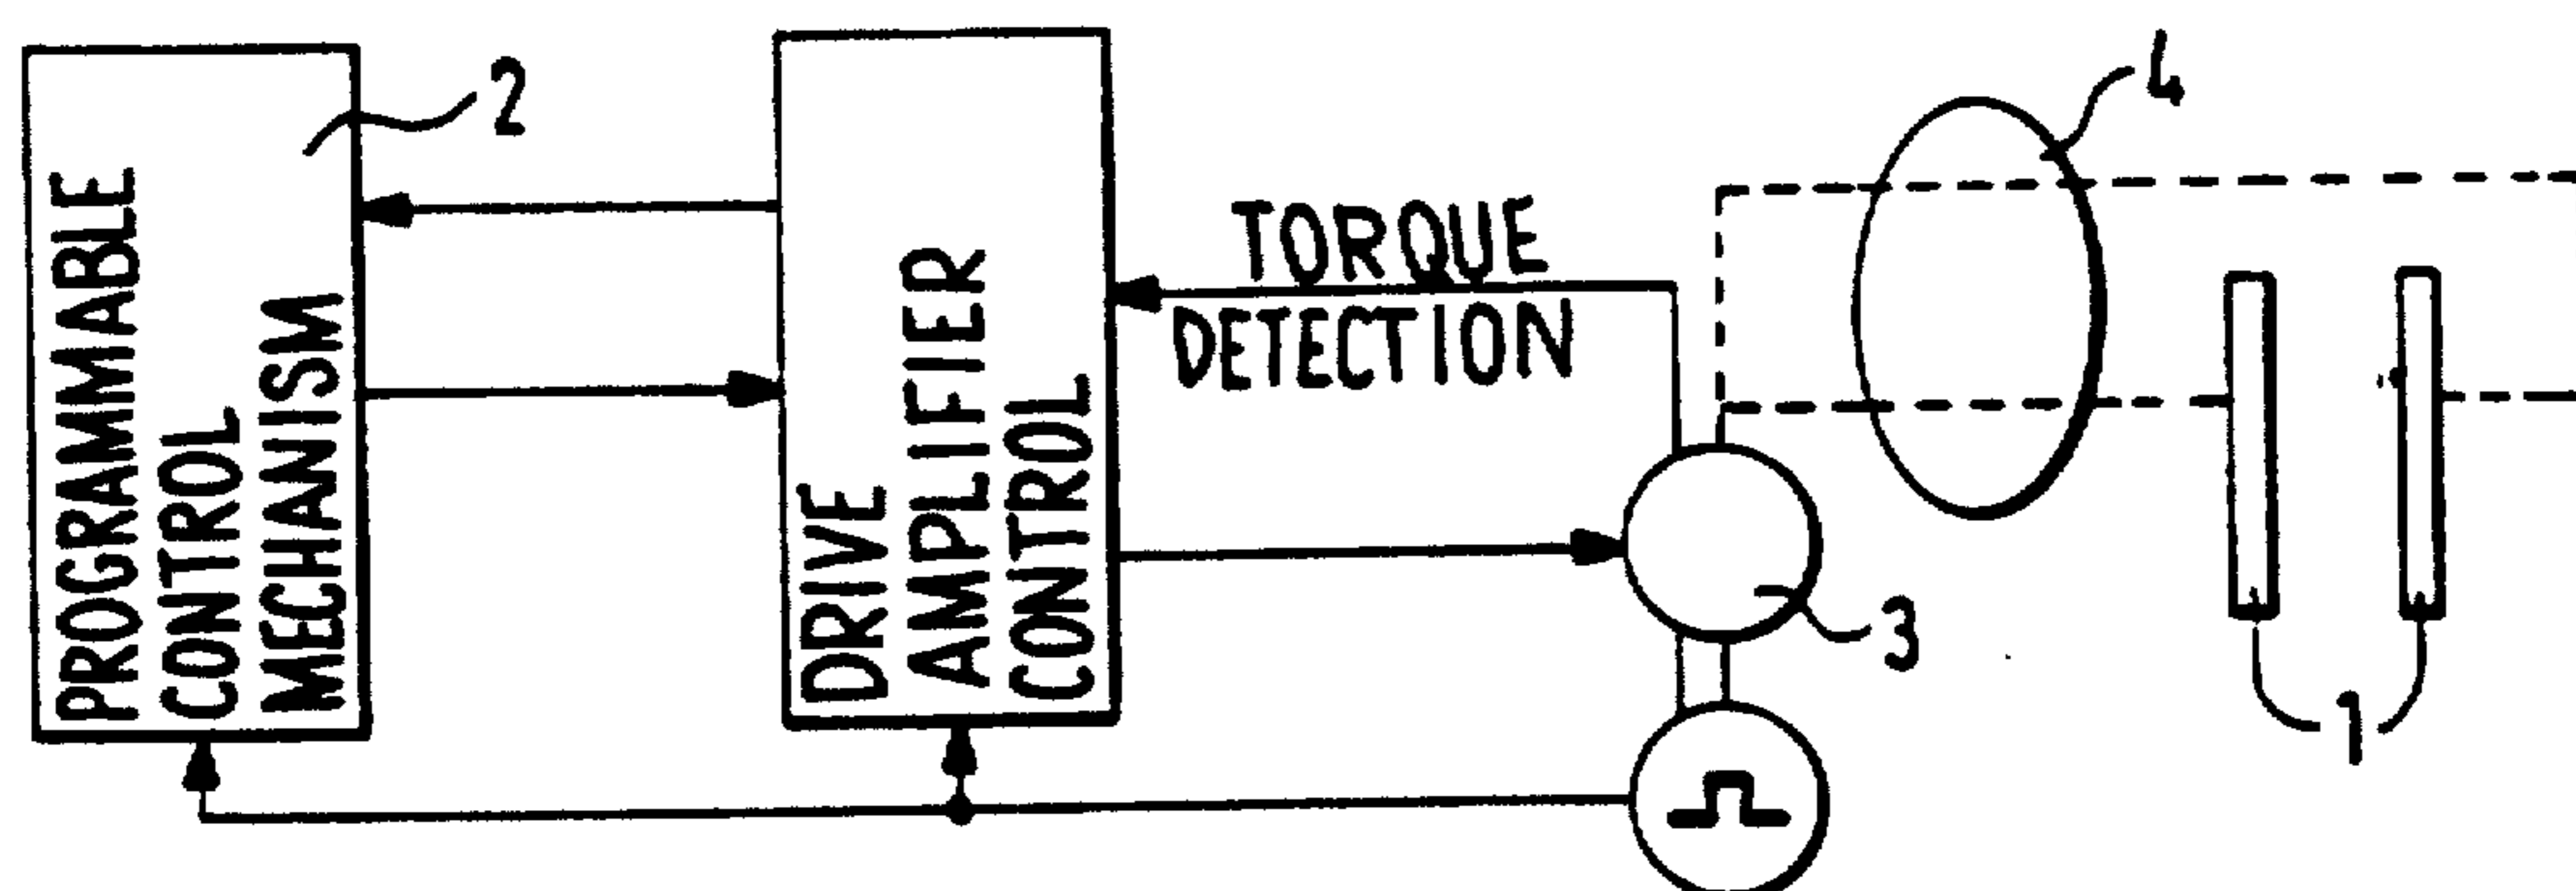 PROGRAMMABLE
CONTROL
MECHANISM
2
DRIVE
AMPLIFIER
CONTROL
TORQUE
DETECTION
4
3
1